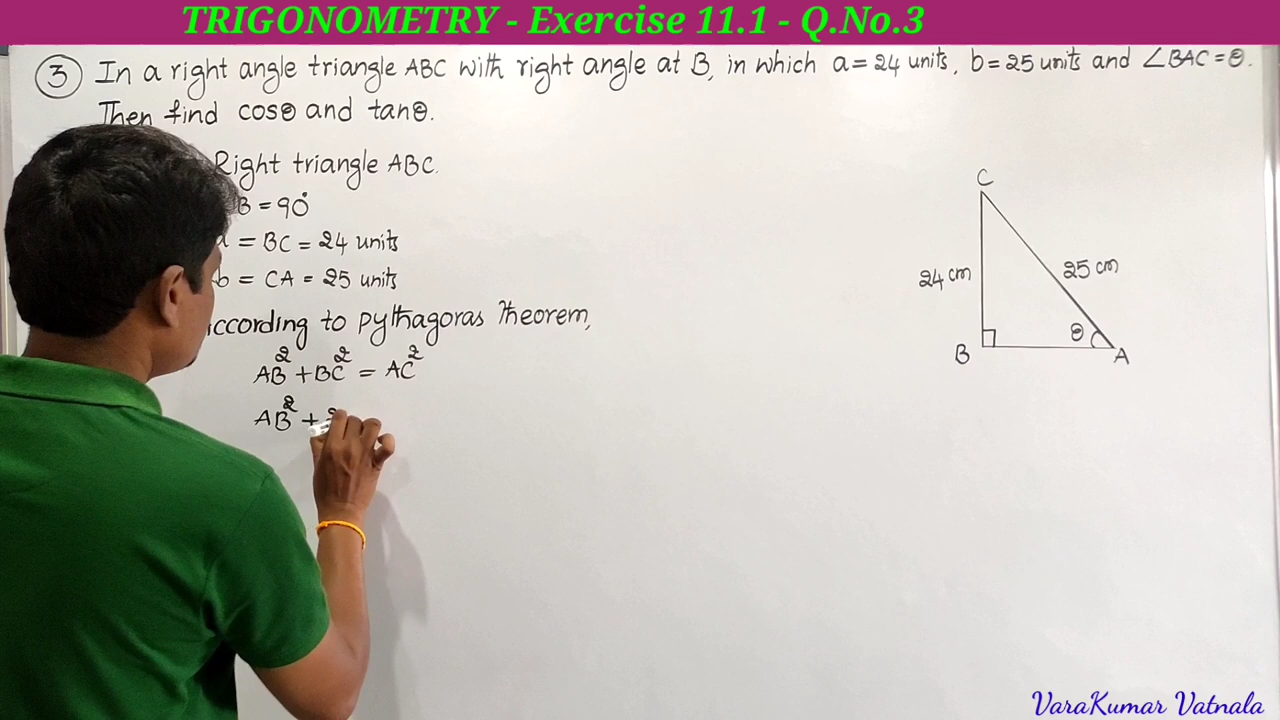 TRIGONOMETRY - Exercise 11.1 - Q.No.3
3 In a right angle triangle ABC with right angle at B, in which a = 24 units, b = 25 units and ∠BAC = θ.
Then find cosθ and tanθ.
Right triangle ABC.
B = 90°
a = BC = 24 units
b = CA = 25 units
According to pythagoras theorem,
AB² + BC² = AC²
AB² + 2
C
24 cm
25 cm
B
θ
A
VaraKumar Vatnala